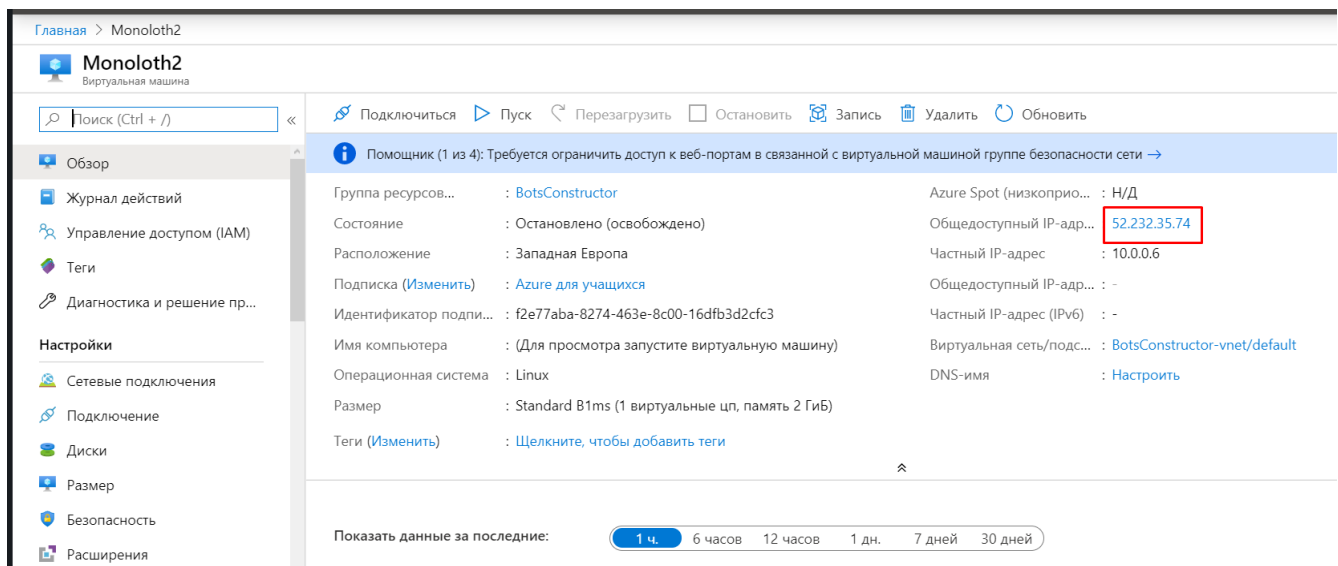 Главная > Monoloth2
Monoloth2
Виртуальная машина
Поиск (Ctrl + /)
«
Обзор
Журнал действий
Управление доступом (IAM)
Теги
Диагностика и решение пр...
Настройки
Сетевые подключения
Подключение
Диски
Размер
Безопасность
Расширения
Подключиться Пуск Перезагрузить Остановить Запись Удалить Обновить
Помощник (1 из 4): Требуется ограничить доступ к веб-портам в связанной с виртуальной машиной группе безопасности сети →
Группа ресурсов... : BotsConstructor
Состояние : Остановлено (освобождено)
Расположение : Западная Европа
Подписка (Изменить) : Azure для учащихся
Идентификатор подпи... : f2e77aba-8274-463e-8c00-16dfb3d2cfc3
Имя компьютера : (Для просмотра запустите виртуальную машину)
Операционная система : Linux
Размер : Standard B1ms (1 виртуальные цп, память 2 ГиБ)
Теги (Изменить) : Щелкните, чтобы добавить теги
Azure Spot (низкоприо... : Н/Д
Общедоступный IP-адр... : 52.232.35.74
Частный IP-адрес : 10.0.0.6
Общедоступный IP-адр... : -
Частный IP-адрес (IPv6) : -
Виртуальная сеть/подс... : BotsConstructor-vnet/default
DNS-имя : Настроить
Показать данные за последние: 1 ч. 6 часов 12 часов 1 дн. 7 дней 30 дней